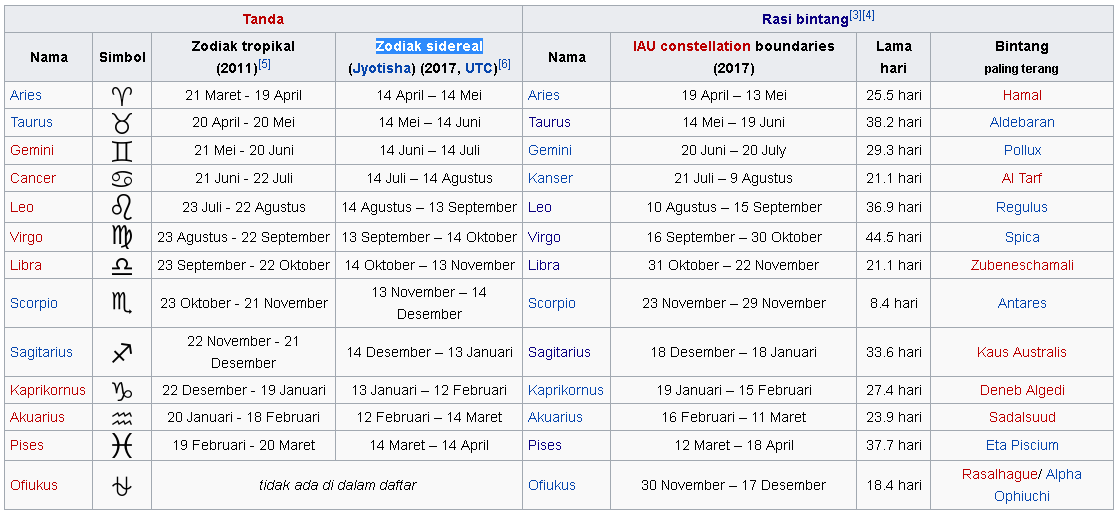 Tanda Rasi bintang[3][4]
Nama Simbol Zodiak tropikal (2011)[5] Zodiak sidereal (Jyotisha) (2017, UTC)[6] Nama IAU constellation boundaries (2017) Lama hari Bintang paling terang
Aries ♈ 21 Maret - 19 April 14 April – 14 Mei Aries 19 April – 13 Mei 25.5 hari Hamal
Taurus ♉ 20 April - 20 Mei 14 Mei – 14 Juni Taurus 14 Mei – 19 Juni 38.2 hari Aldebaran
Gemini ♊ 21 Mei - 20 Juni 14 Juni – 14 Juli Gemini 20 Juni – 20 July 29.3 hari Pollux
Cancer ♋ 21 Juni - 22 Juli 14 Juli – 14 Agustus Kanser 21 Juli – 9 Agustus 21.1 hari Al Tarf
Leo ♌ 23 Juli - 22 Agustus 14 Agustus – 13 September Leo 10 Agustus – 15 September 36.9 hari Regulus
Virgo ♍ 23 Agustus - 22 September 13 September – 14 Oktober Virgo 16 September – 30 Oktober 44.5 hari Spica
Libra ♎ 23 September - 22 Oktober 14 Oktober – 13 November Libra 31 Oktober – 22 November 21.1 hari Zubeneschamali
Scorpio ♏ 23 Oktober - 21 November 13 November – 14 Desember Scorpio 23 November – 29 November 8.4 hari Antares
Sagitarius ♐ 22 November - 21 Desember 14 Desember – 13 Januari Sagitarius 18 Desember – 18 Januari 33.6 hari Kaus Australis
Kaprikornus ♑ 22 Desember - 19 Januari 13 Januari – 12 Februari Kaprikornus 19 Januari – 15 Februari 27.4 hari Deneb Algedi
Akuarius ♒ 20 Januari - 18 Februari 12 Februari – 14 Maret Akuarius 16 Februari – 11 Maret 23.9 hari Sadalsuud
Pises ♓ 19 Februari - 20 Maret 14 Maret – 14 April Pises 12 Maret – 18 April 37.7 hari Eta Piscium
Ofiukus ⛎ tidak ada di dalam daftar Ofiukus 30 November – 17 Desember 18.4 hari Rasalhague/ Alpha Ophiuchi